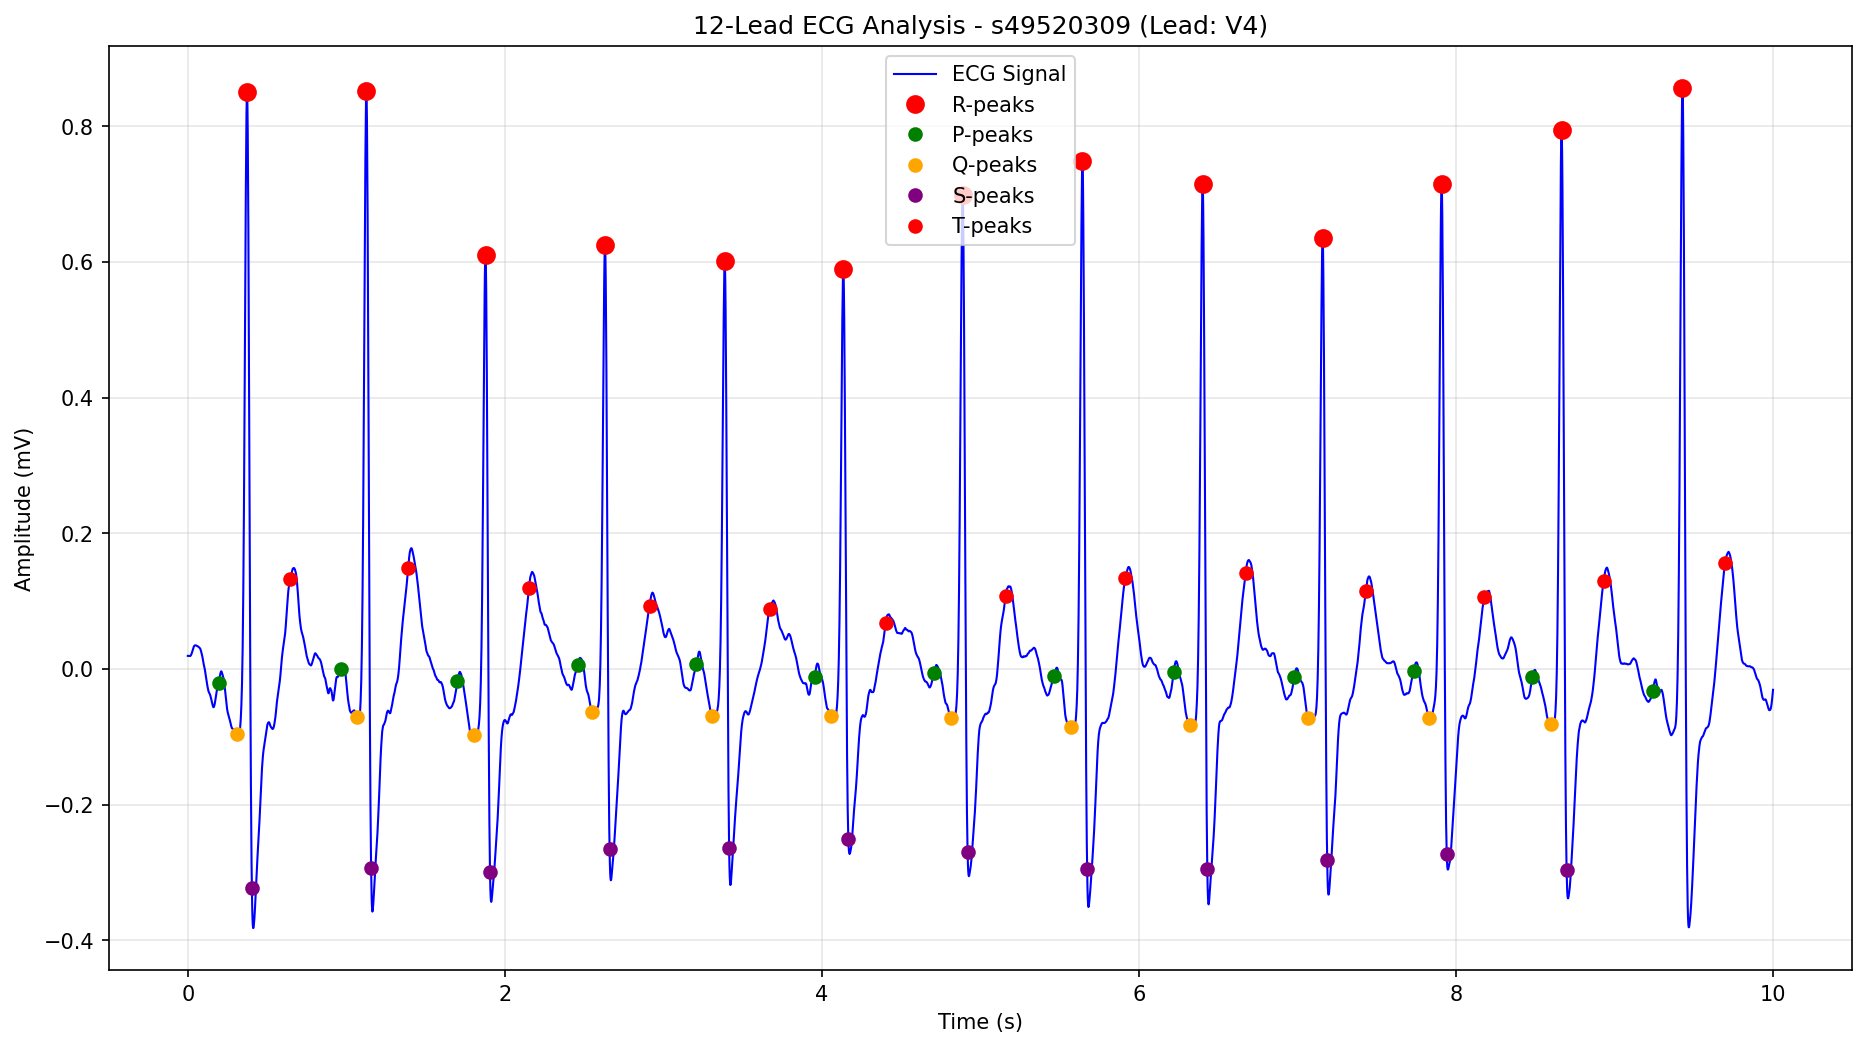 12-Lead ECG Analysis - s49520309 (Lead: V4)
ECG Signal
R-peaks
P-peaks
Q-peaks
S-peaks
T-peaks
Amplitude (mV)
0.8
0.6
0.4
0.2
0.0
−0.2
−0.4
0 2 4 6 8 10
Time (s)